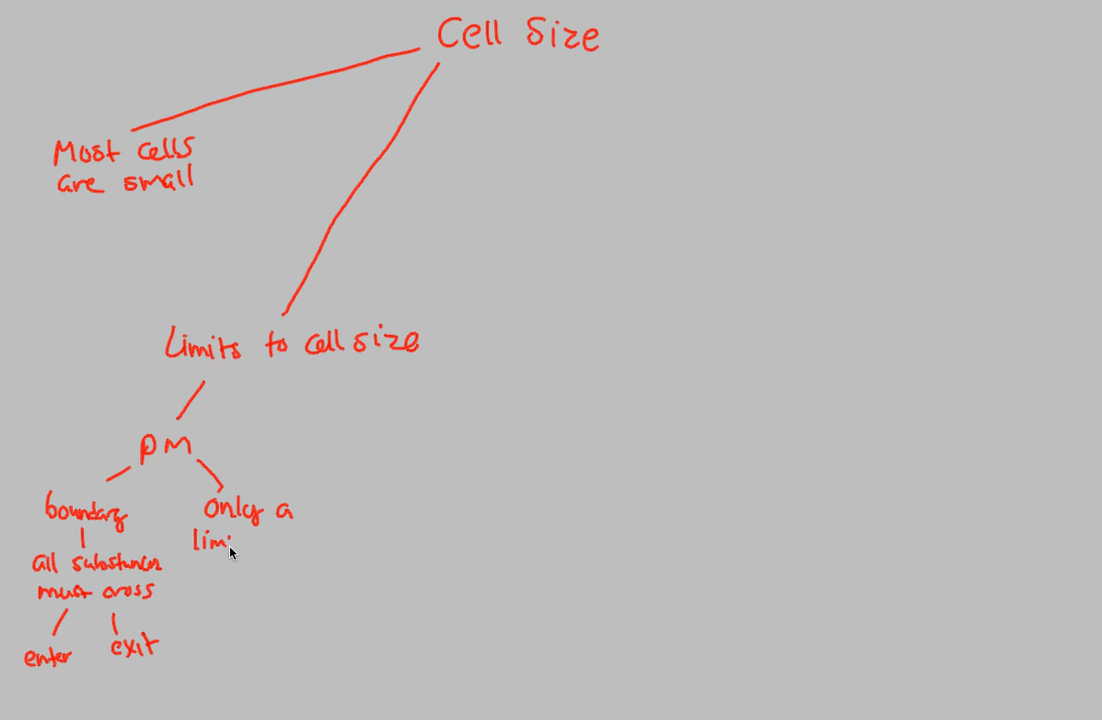 Cell Size
Most cells
are small
Limits to cell size
PM
boundary
only a
limi
all substances
must cross
enter
exit